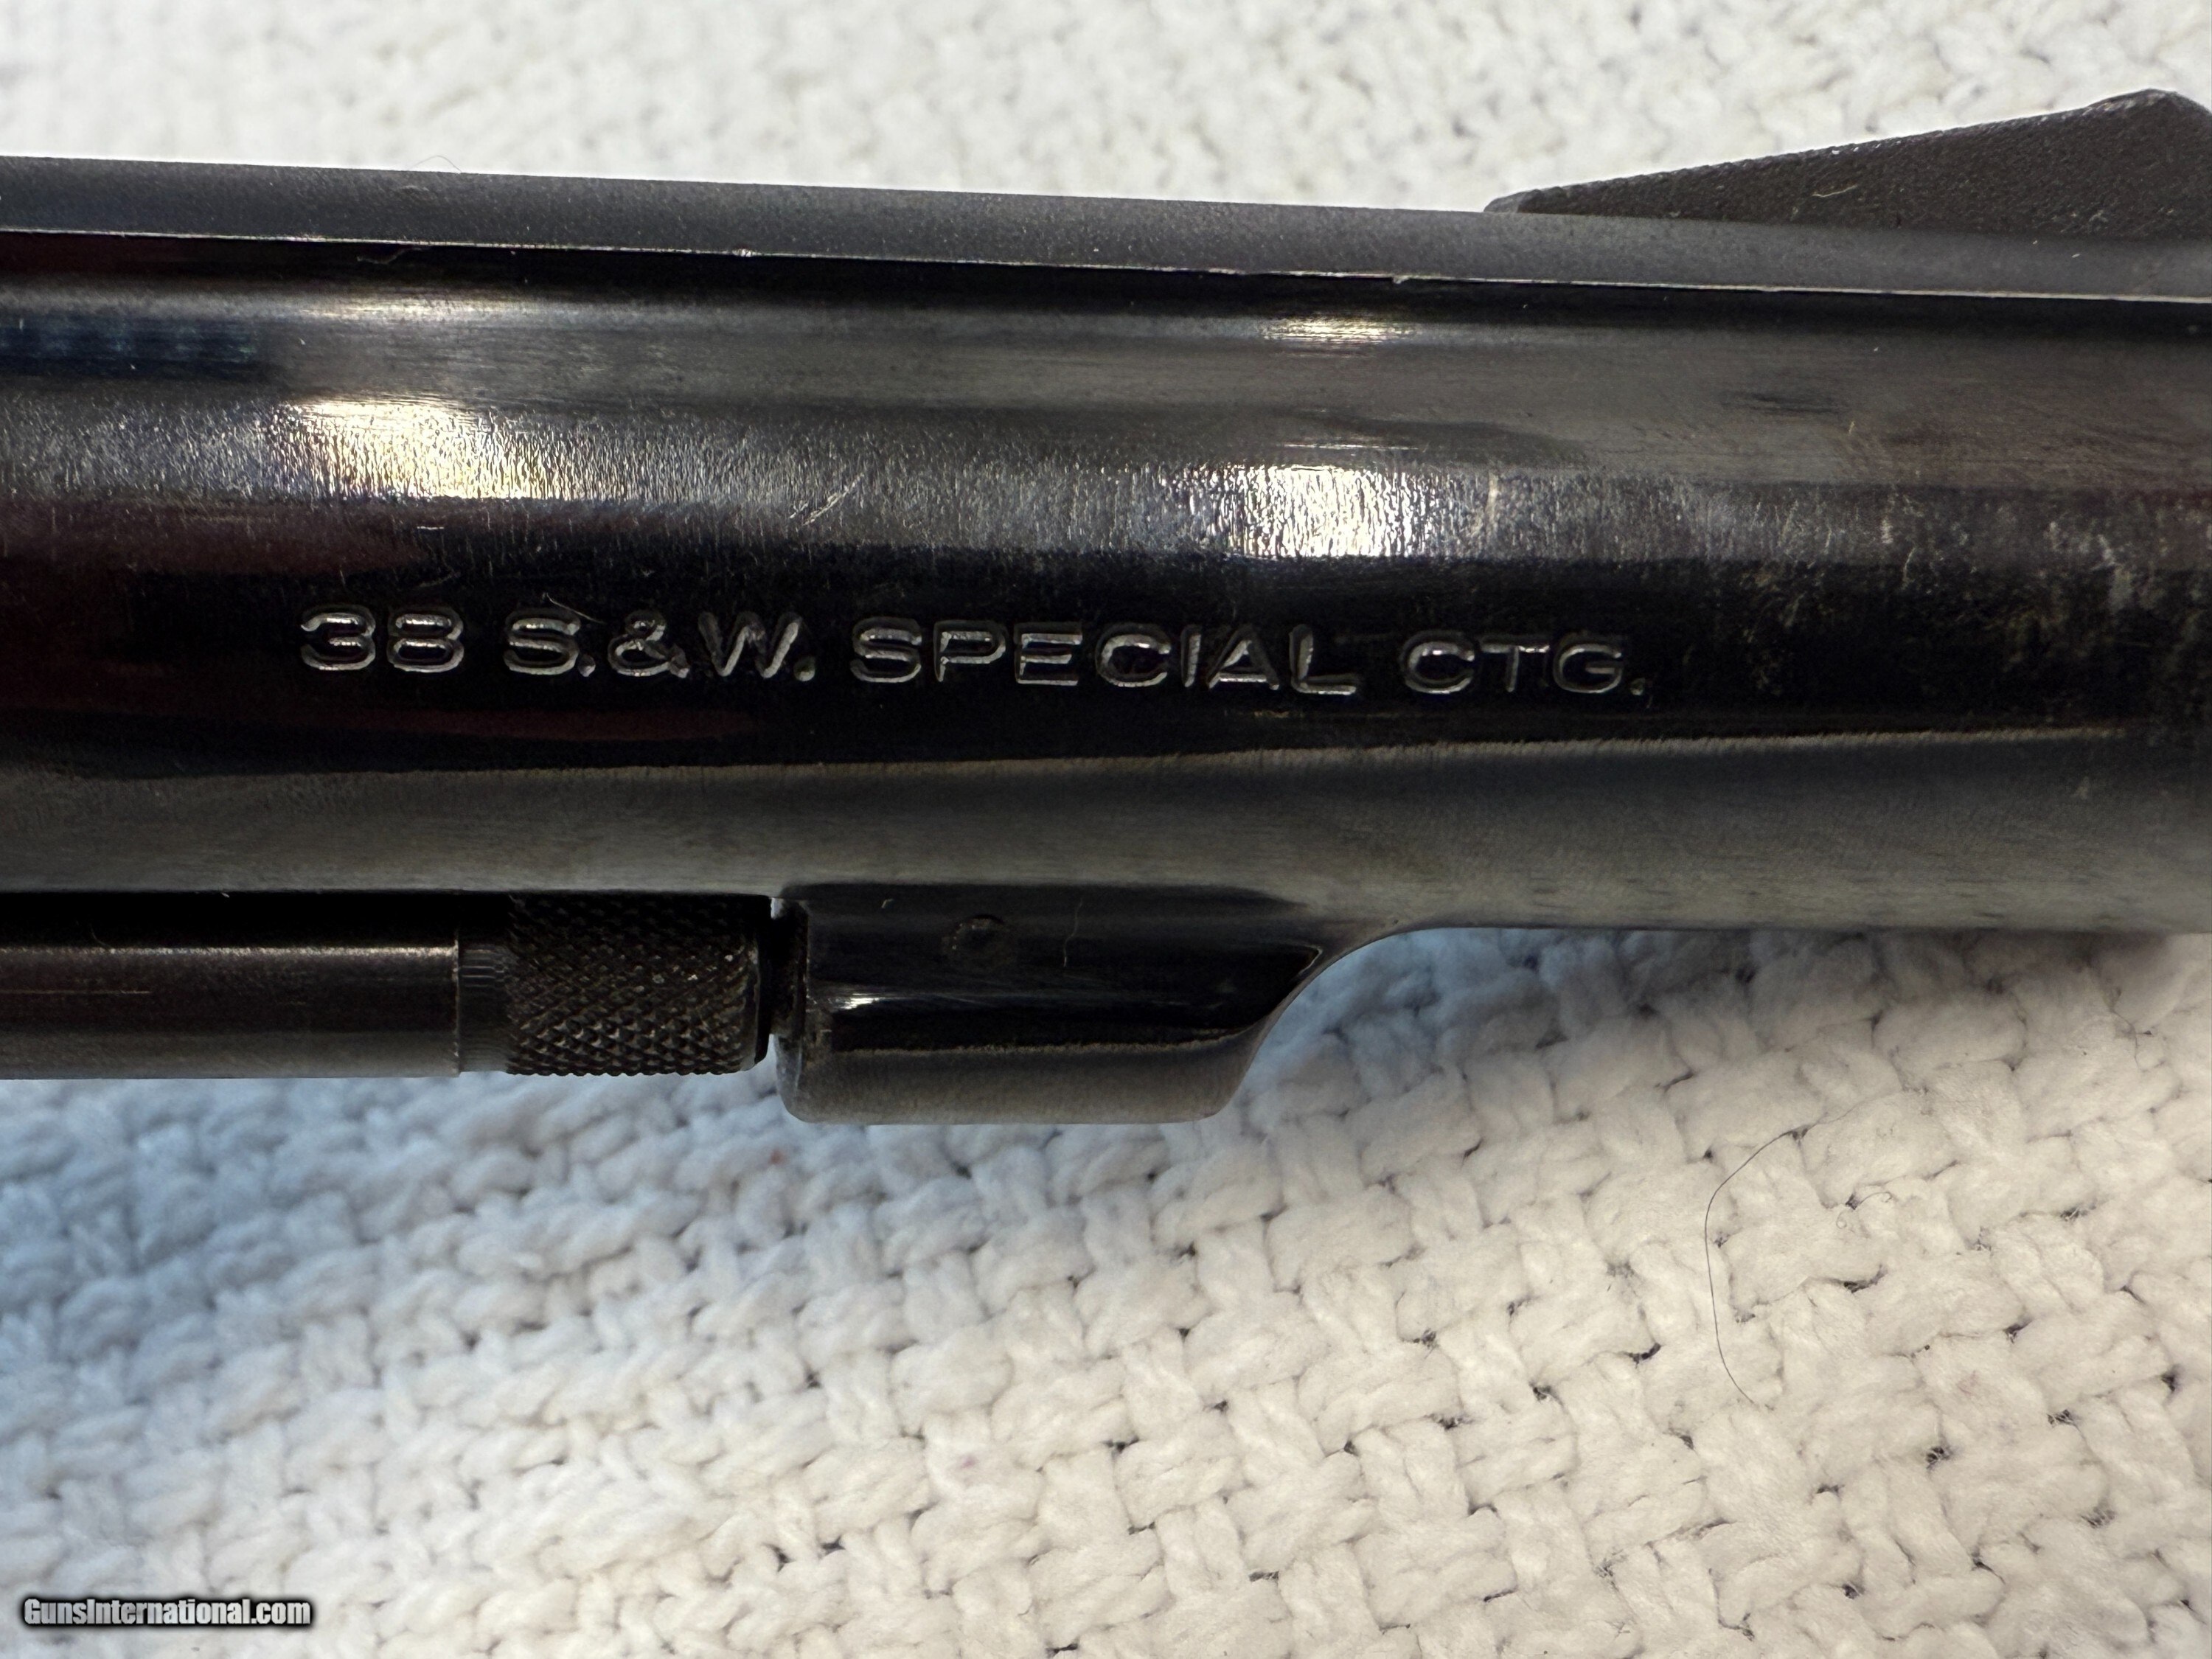 38 S.&W. SPECIAL CTG.
GunsInternational.com